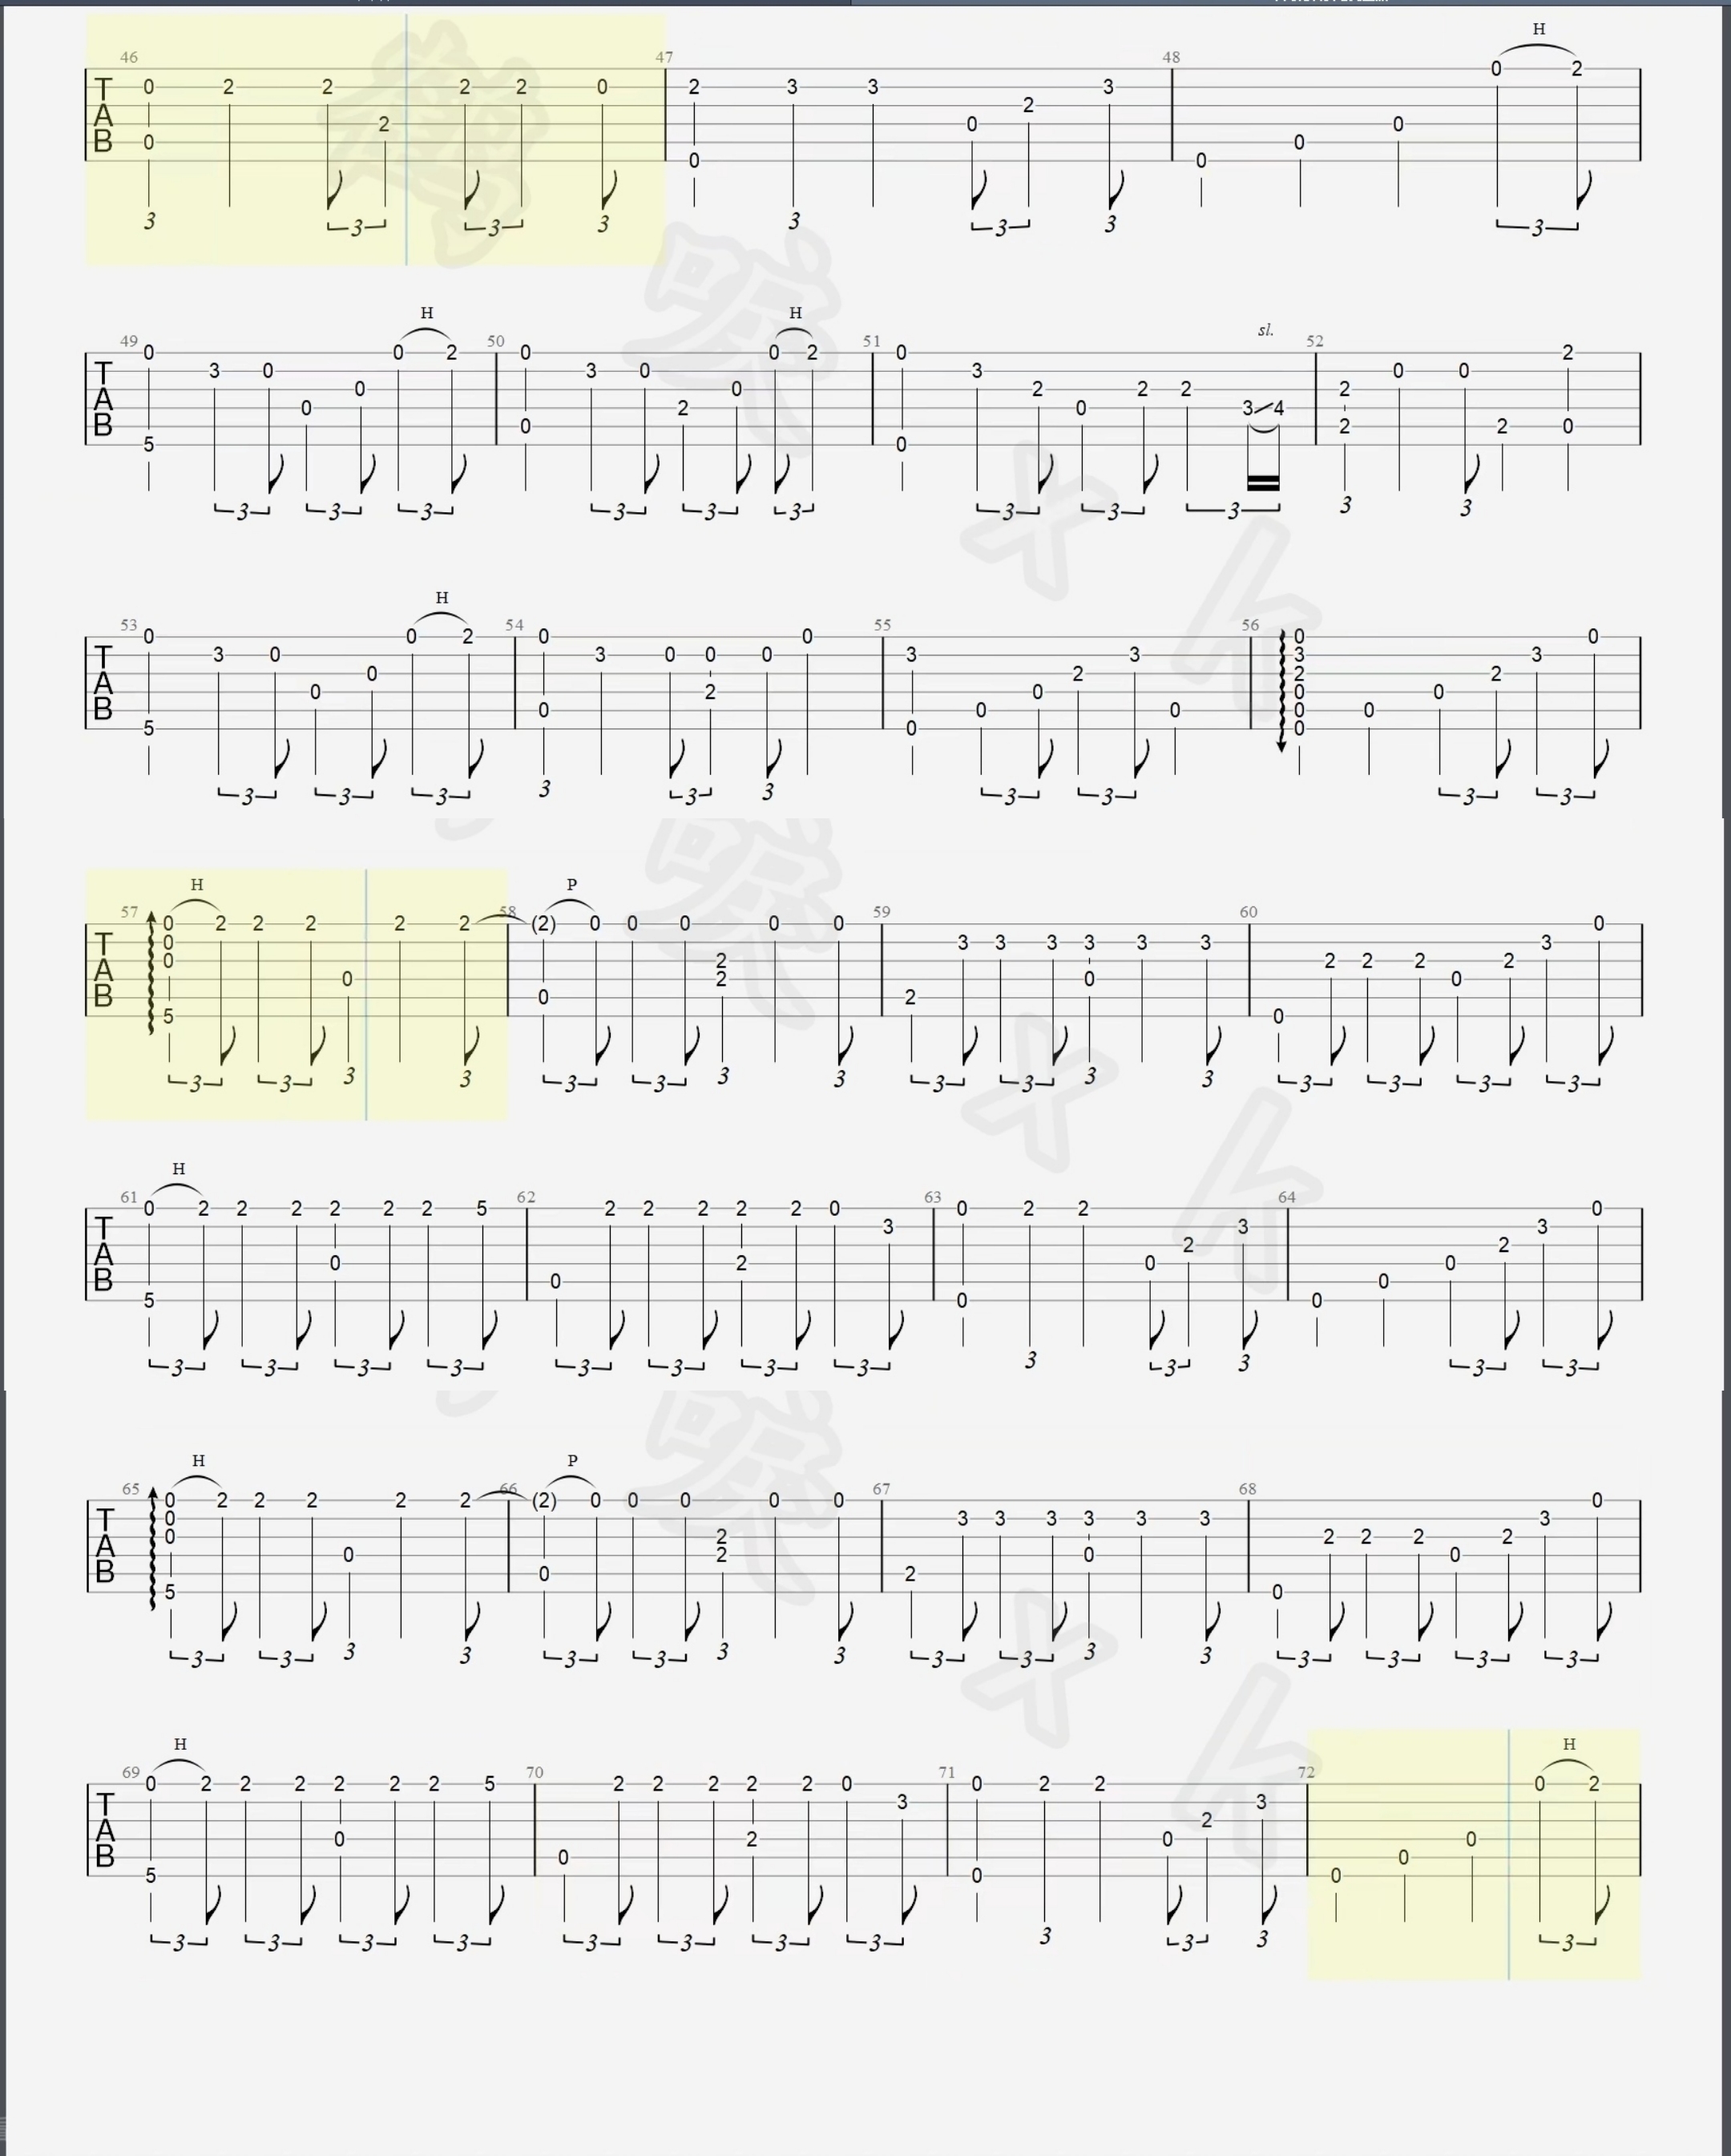 46 47 48 H
T 0 2 2 2 2 0 2 3 3 3 0 2
A 2 0 2 0
B 0 0 0 0
3 3 3 3 3 3 3 3
H H sl.
49 50 51 52
0 0 2 0 0 2 0 2
T 3 0 3 0 3 0 0
A 0 0 2 0 2 0 2 2 3 4 2
B 5 0 0 2 2 0
3 3 3 3 3 3 3 3 3 3 3
H
53 54 55 56
0 0 2 0 0 0 0
T 3 0 3 0 0 0 3 3 3 3
A 0 0 2 0 2 2 0 0 2
B 5 0 0 0 0 0 0 0
3 3 3 3 3 3 3 3 3 3
H P
57 58 59 60
0 2 2 2 2 2 (2) 0 0 0 0 0 0
T 0 3 3 3 3 3 3 3
A 0 0 2 2 0 2 2 2 0 2
B 5 0 2 0
3 3 3 3 3 3 3 3 3 3 3 3 3 3 3 3
H
61 62 63 64
0 2 2 2 2 2 2 5 2 2 2 2 2 0 0 2 2 0
T 3 3 3
A 0 2 0 2 0 2
B 5 0 0 0 0
3 3 3 3 3 3 3 3 3 3 3 3 3
H P
65 66 67 68
0 2 2 2 2 2 (2) 0 0 0 0 0 0
T 0 3 3 3 3 3 3 3
A 0 0 2 2 0 2 2 2 0 2
B 5 0 2 0
3 3 3 3 3 3 3 3 3 3 3 3 3 3 3 3
H H
69 70 71 72
0 2 2 2 2 2 2 5 2 2 2 2 2 0 0 2 2 0 2
T 3 3
A 0 2 0 2 0
B 5 0 0 0 0
3 3 3 3 3 3 3 3 3 3 3 3
x k